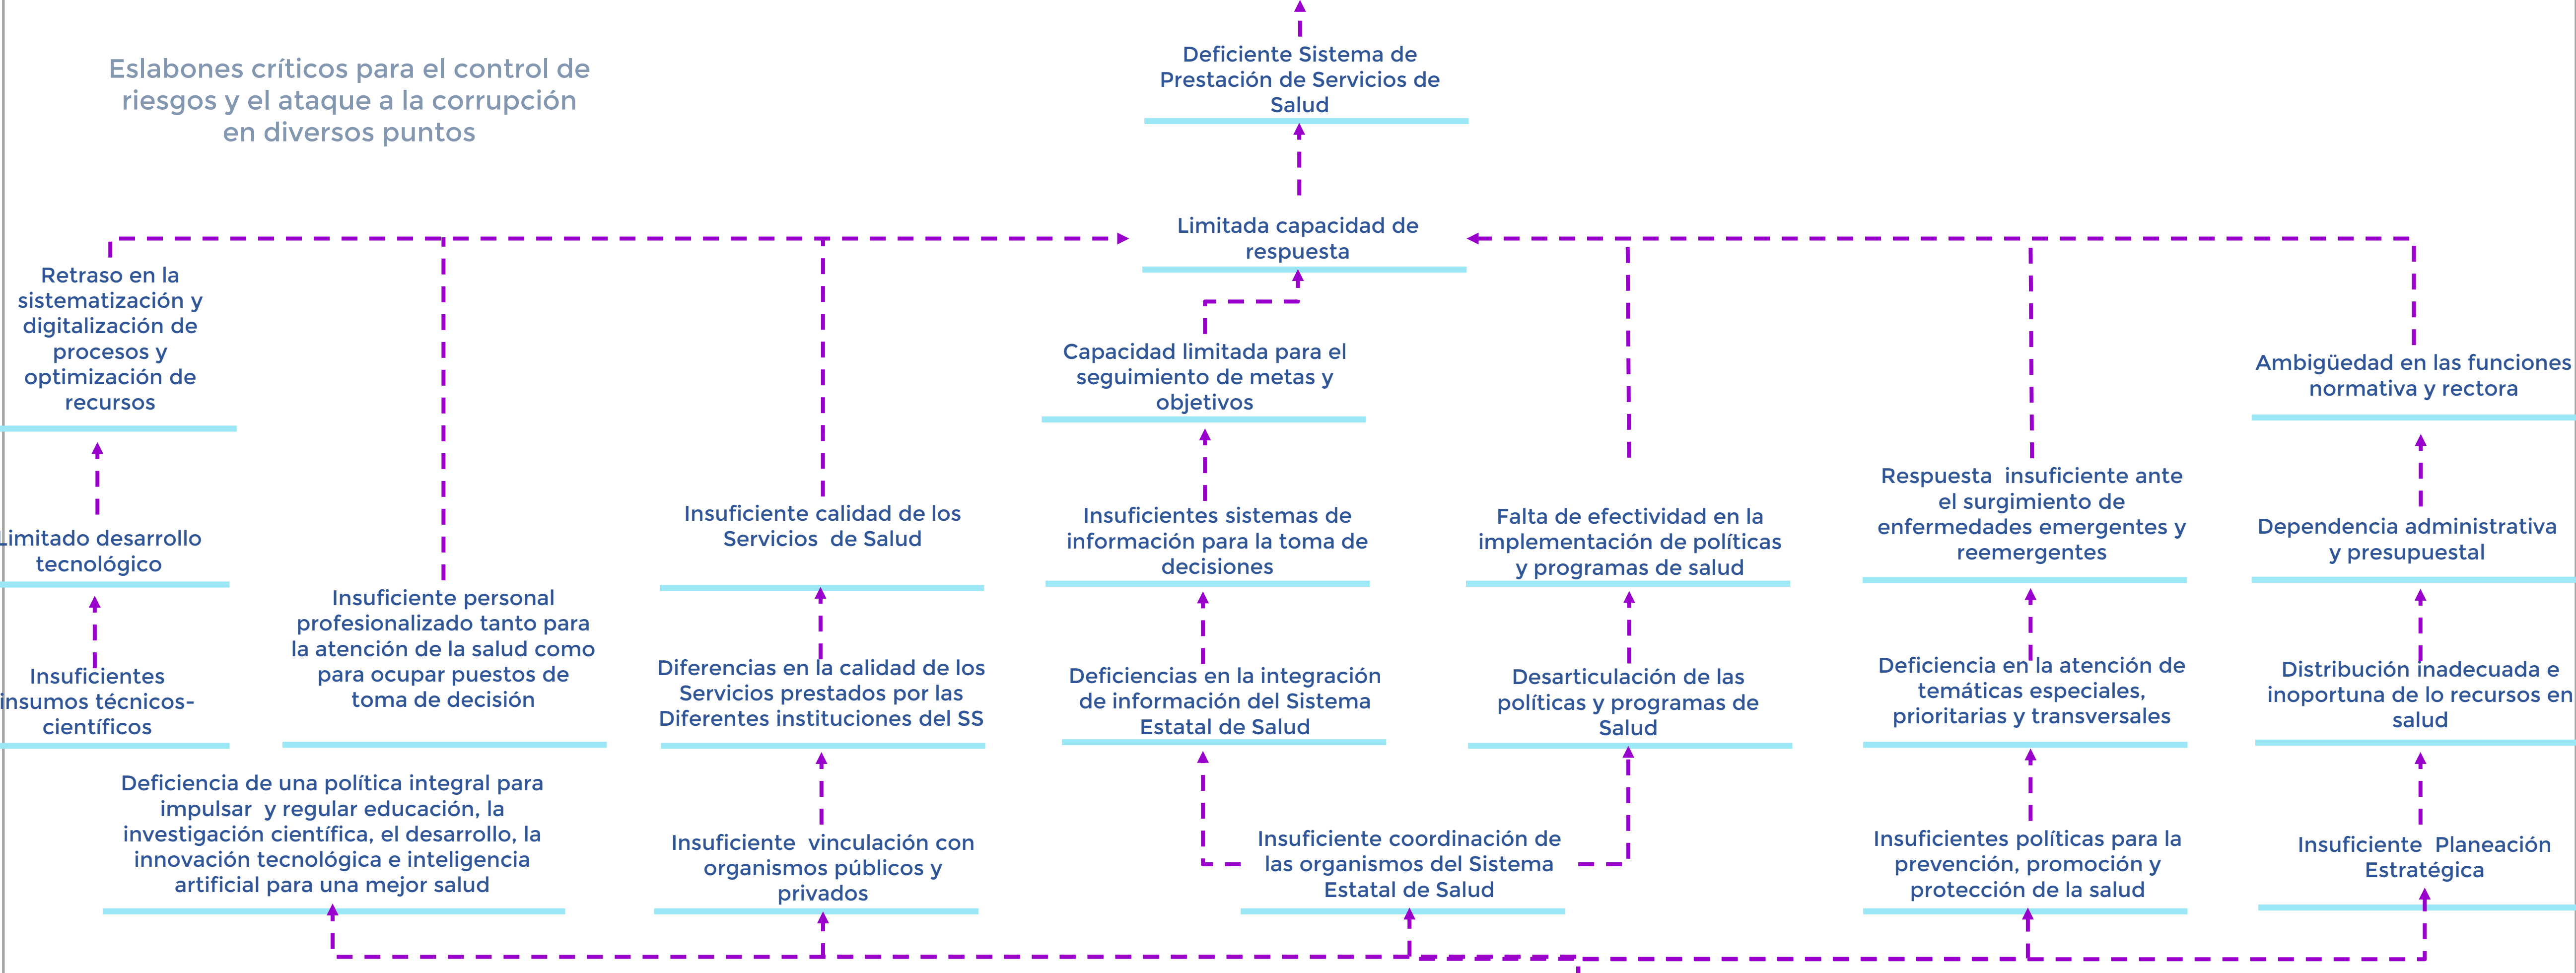 Eslabones críticos para el control de
riesgos y el ataque a la corrupción
en diversos puntos
Deficiente Sistema de
Prestación de Servicios de
Salud
Limitada capacidad de
respuesta
Retraso en la
sistematización y
digitalización de
procesos y
optimización de
recursos
Limitado desarrollo
tecnológico
Insuficientes
insumos técnicos-
científicos
Insuficiente personal
profesionalizado tanto para
la atención de la salud como
para ocupar puestos de
toma de decisión
Deficiencia de una política integral para
impulsar  y regular educación, la
investigación científica, el desarrollo, la
innovación tecnológica e inteligencia
artificial para una mejor salud
Insuficiente calidad de los
Servicios  de Salud
Diferencias en la calidad de los
Servicios prestados por las
Diferentes instituciones del SS
Insuficiente  vinculación con
organismos públicos y
privados
Capacidad limitada para el
seguimiento de metas y
objetivos
Insuficientes sistemas de
información para la toma de
decisiones
Deficiencias en la integración
de información del Sistema
Estatal de Salud
Insuficiente coordinación de
las organismos del Sistema
Estatal de Salud
Falta de efectividad en la
implementación de políticas
y programas de salud
Desarticulación de las
políticas y programas de
Salud
Respuesta  insuficiente ante
el surgimiento de
enfermedades emergentes y
reemergentes
Deficiencia en la atención de
temáticas especiales,
prioritarias y transversales
Insuficientes políticas para la
prevención, promoción y
protección de la salud
Ambigüedad en las funciones
normativa y rectora
Dependencia administrativa
y presupuestal
Distribución inadecuada e
inoportuna de lo recursos en
salud
Insuficiente  Planeación
Estratégica